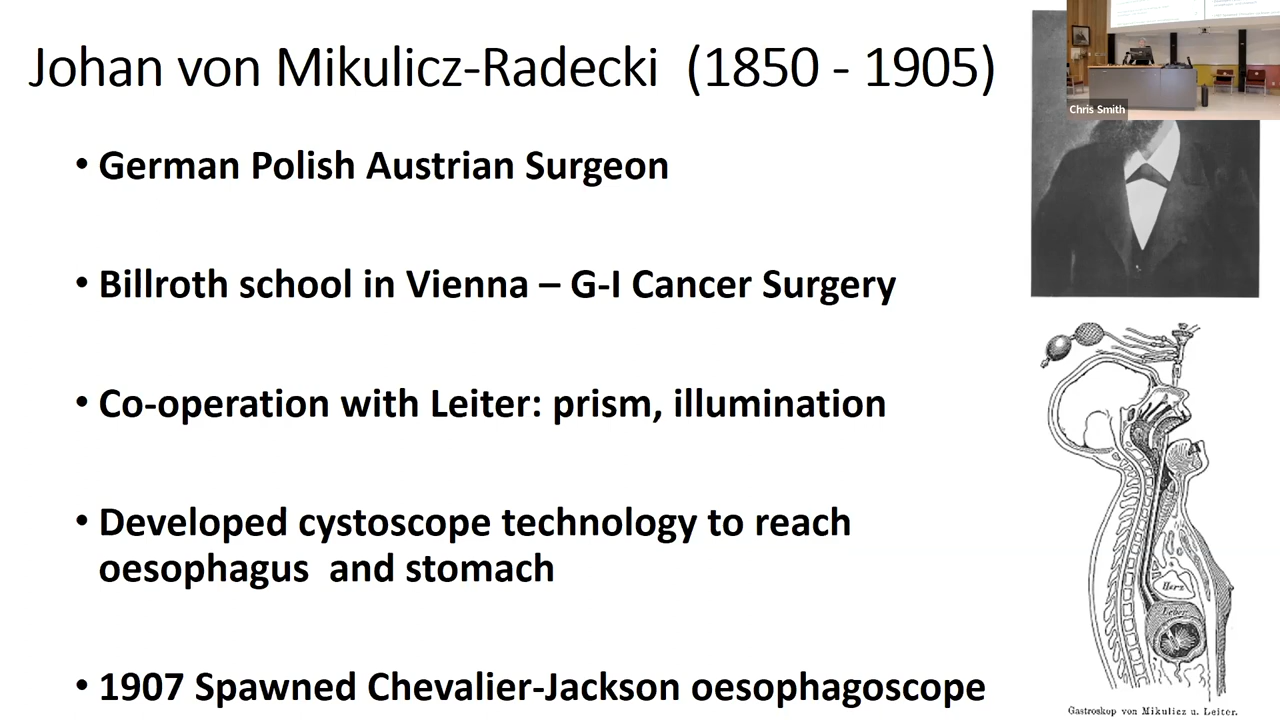 Johan von Mikulicz-Radecki (1850 - 1905)
Chris Smith
• German Polish Austrian Surgeon
• Billroth school in Vienna – G-I Cancer Surgery
• Co-operation with Leiter: prism, illumination
• Developed cystoscope technology to reach
oesophagus and stomach
• 1907 Spawned Chevalier-Jackson oesophagoscope
Herz
Leber
Gastroskop von Mikulicz u. Leiter.